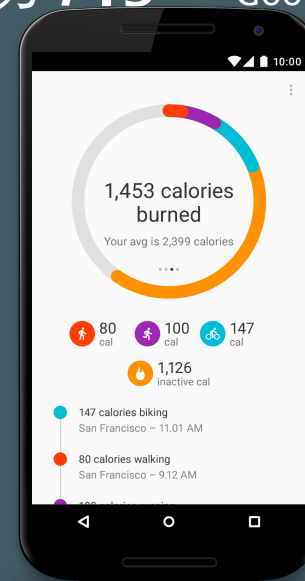 10:00
1,453 calories
burned
Your avg is 2,399 calories
80
cal
100
cal
147
cal
1,126
inactive cal
147 calories biking
San Francisco – 11.01 AM
80 calories walking
San Francisco – 9.12 AM